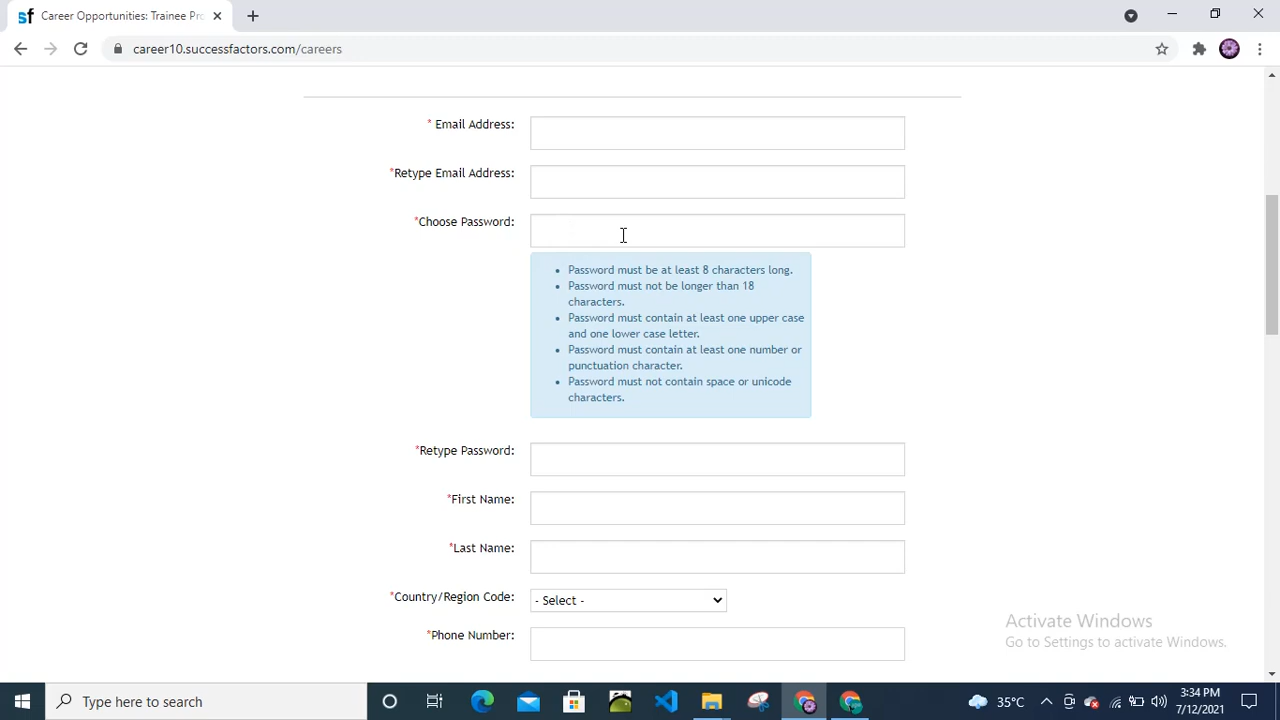 sf Career Opportunities: Trainee Pro
career10.successfactors.com/careers
* Email Address:
*Retype Email Address:
*Choose Password:
• Password must be at least 8 characters long.
• Password must not be longer than 18
characters.
• Password must contain at least one upper case
and one lower case letter.
• Password must contain at least one number or
punctuation character.
• Password must not contain space or unicode
characters.
*Retype Password:
*First Name:
*Last Name:
*Country/Region Code: - Select -
*Phone Number:
Activate Windows
Go to Settings to activate Windows.
Type here to search
35°C
3:34 PM
7/12/2021